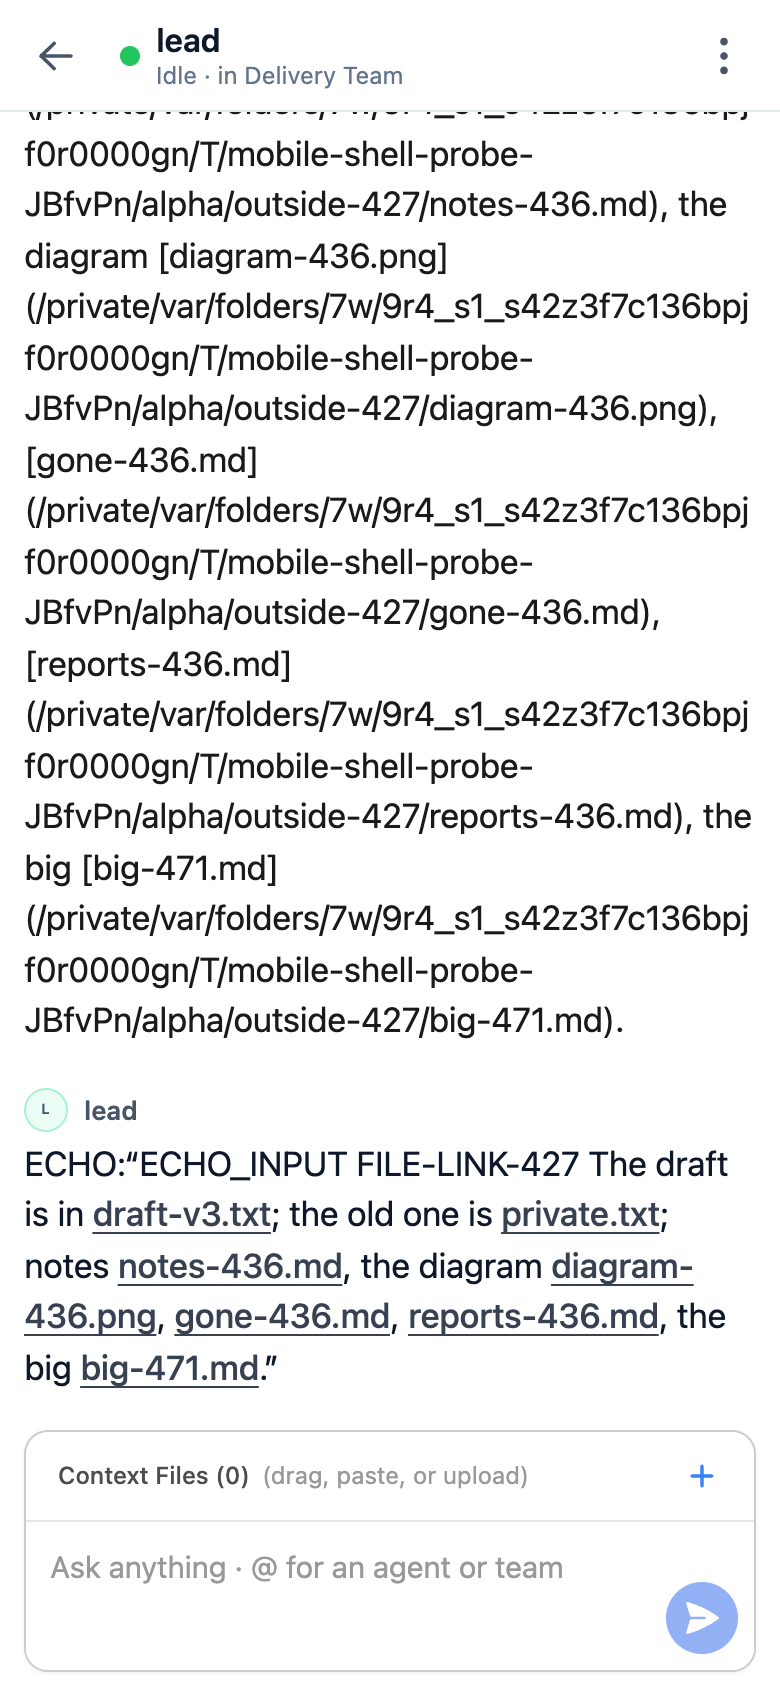 lead
Idle · in Delivery Team
f0r0000gn/T/mobile-shell-probe-
JBfvPn/alpha/outside-427/notes-436.md), the
diagram [diagram-436.png]
(/private/var/folders/7w/9r4_s1_s42z3f7c136bpj
f0r0000gn/T/mobile-shell-probe-
JBfvPn/alpha/outside-427/diagram-436.png),
[gone-436.md]
(/private/var/folders/7w/9r4_s1_s42z3f7c136bpj
f0r0000gn/T/mobile-shell-probe-
JBfvPn/alpha/outside-427/gone-436.md),
[reports-436.md]
(/private/var/folders/7w/9r4_s1_s42z3f7c136bpj
f0r0000gn/T/mobile-shell-probe-
JBfvPn/alpha/outside-427/reports-436.md), the
big [big-471.md]
(/private/var/folders/7w/9r4_s1_s42z3f7c136bpj
f0r0000gn/T/mobile-shell-probe-
JBfvPn/alpha/outside-427/big-471.md).
L lead
ECHO:“ECHO_INPUT FILE-LINK-427 The draft
is in draft-v3.txt; the old one is private.txt;
notes notes-436.md, the diagram diagram-
436.png, gone-436.md, reports-436.md, the
big big-471.md.”
Context Files (0) (drag, paste, or upload)
Ask anything · @ for an agent or team